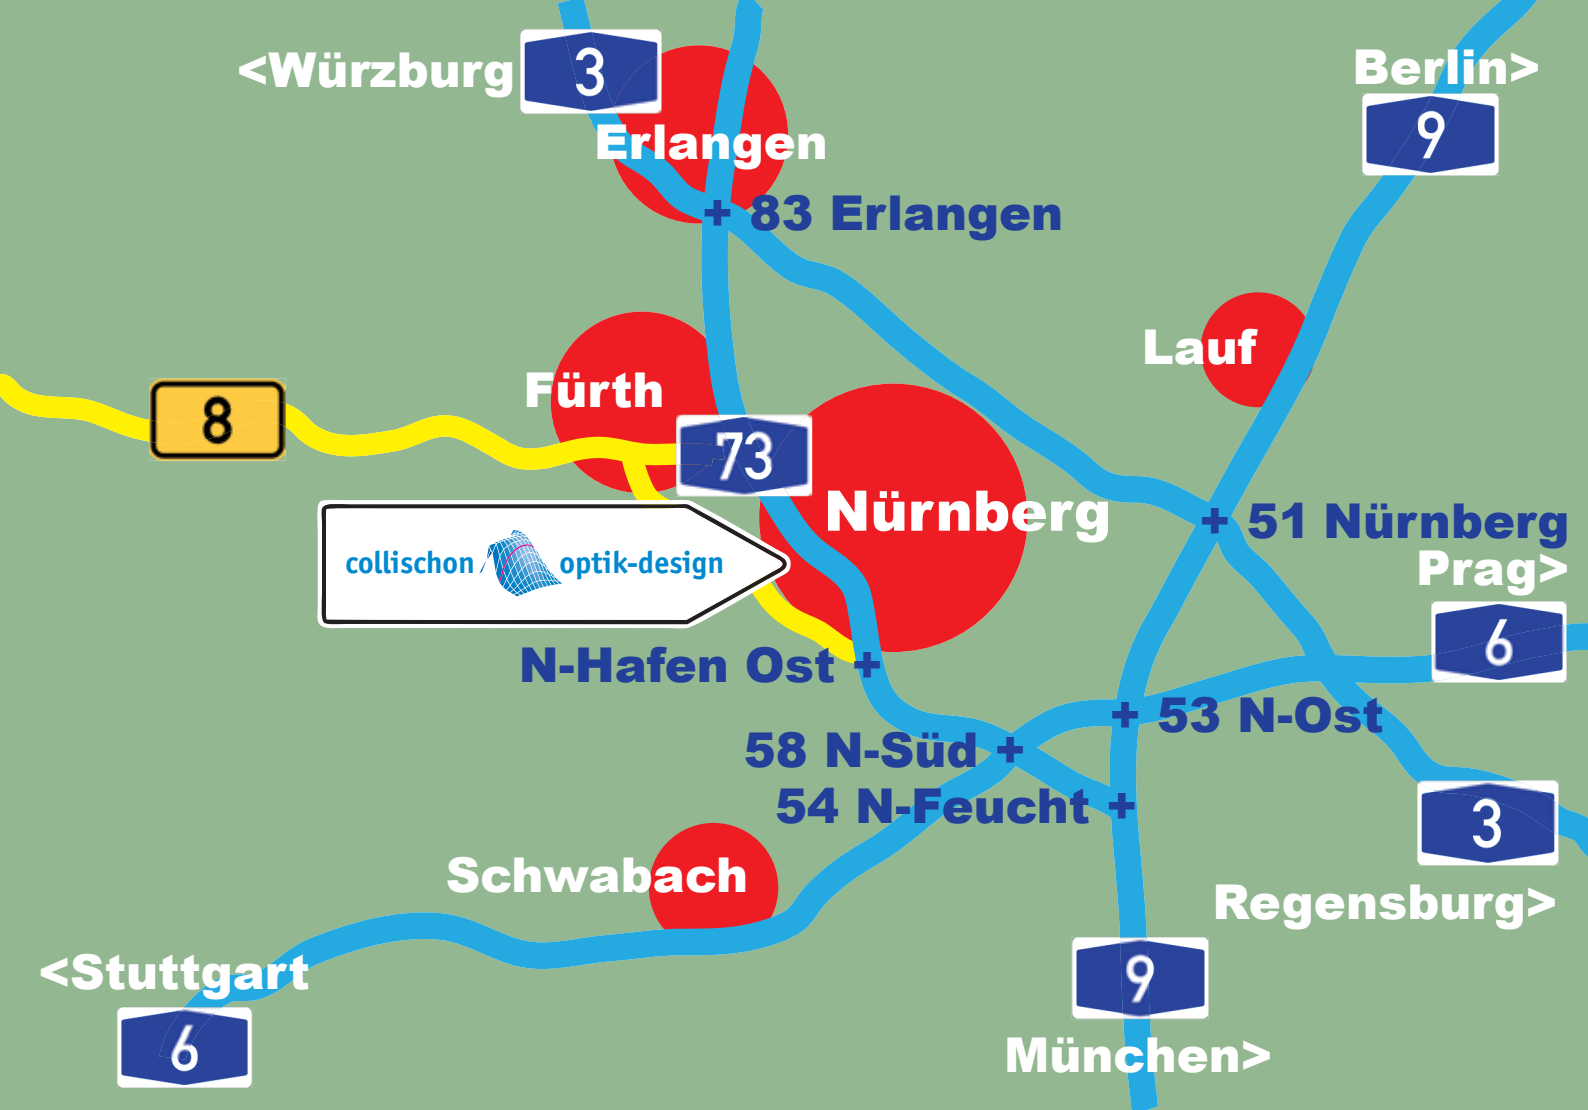 <Würzburg
3
Berlin>
9
Erlangen
+ 83 Erlangen
Lauf
Fürth
8
73
Nürnberg
+ 51 Nürnberg
Prag>
collischon optik-design
6
N-Hafen Ost +
+ 53 N-Ost
58 N-Süd +
54 N-Feucht +
3
Schwabach
Regensburg>
<Stuttgart
9
6
München>